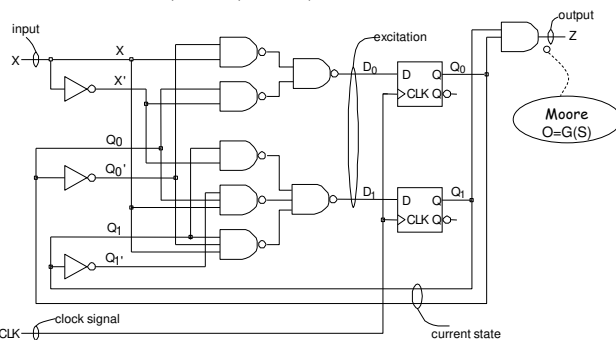 input
output
X
X
Z
excitation
X'
D₀
D
Q
Q₀
CLK
Q
Moore
O=G(S)
Q₀
Q₀'
D₁
D
Q
Q₁
CLK
Q
Q₁
Q₁'
clock signal
CLK
current state